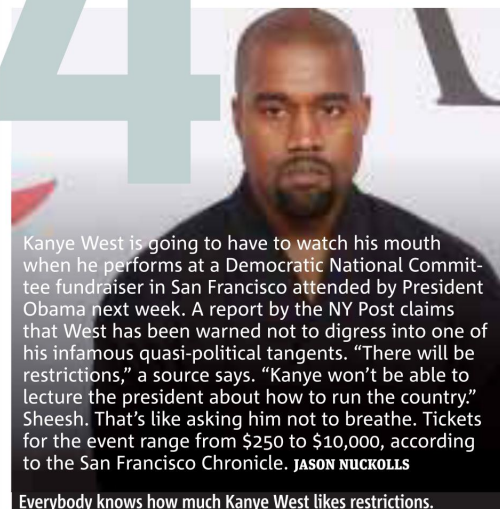 4
Kanye West is going to have to watch his mouth
when he performs at a Democratic National Commit-
tee fundraiser in San Francisco attended by President
Obama next week. A report by the NY Post claims
that West has been warned not to digress into one of
his infamous quasi-political tangents. “There will be
restrictions,” a source says. “Kanye won’t be able to
lecture the president about how to run the country.”
Sheesh. That’s like asking him not to breathe. Tickets
for the event range from $250 to $10,000, according
to the San Francisco Chronicle. JASON NUCKOLLS
Everybody knows how much Kanye West likes restrictions.